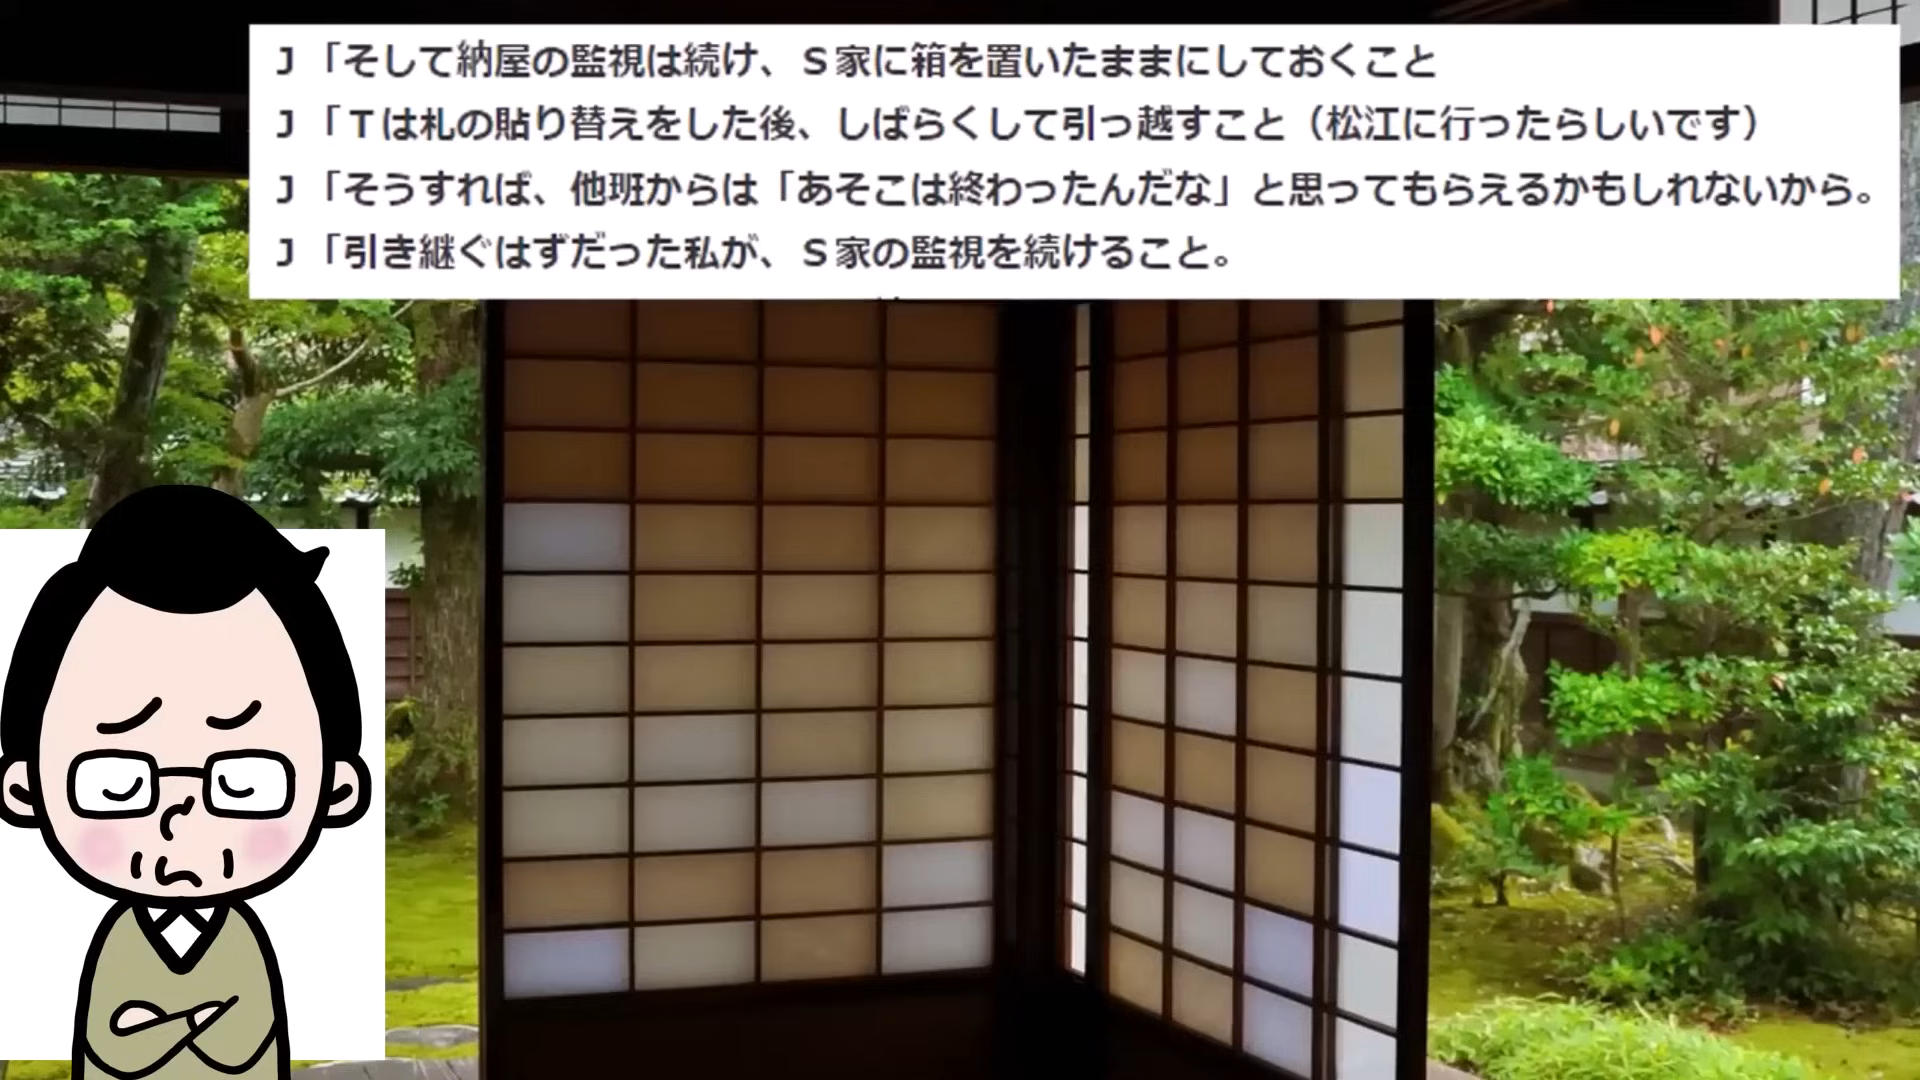 J「そして納屋の監視は続け、S家に箱を置いたままにしておくこと
J「Tは札の貼り替えをした後、しばらくして引っ越すこと（松江に行ったらしいです）
J「そうすれば、他班からは「あそこは終わったんだな」と思ってもらえるかもしれないから。
J「引き継ぐはずだった私が、S家の監視を続けること。